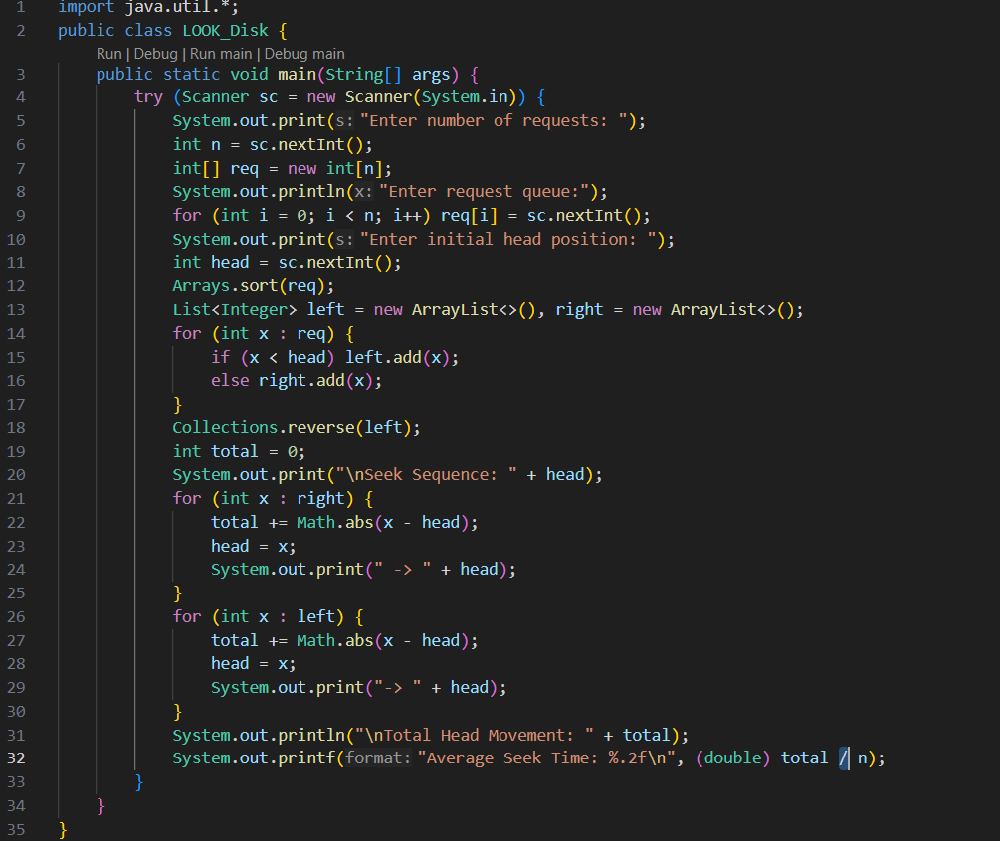 1 import java.util.*;
2 public class LOOK_Disk {
Run | Debug | Run main | Debug main
3 public static void main(String[] args) {
4 try (Scanner sc = new Scanner(System.in)) {
5 System.out.print(s: "Enter number of requests: ");
6 int n = sc.nextInt();
7 int[] req = new int[n];
8 System.out.println(x: "Enter request queue:");
9 for (int i = 0; i < n; i++) req[i] = sc.nextInt();
10 System.out.print(s: "Enter initial head position: ");
11 int head = sc.nextInt();
12 Arrays.sort(req);
13 List<Integer> left = new ArrayList<>(), right = new ArrayList<>();
14 for (int x : req) {
15 if (x < head) left.add(x);
16 else right.add(x);
17 }
18 Collections.reverse(left);
19 int total = 0;
20 System.out.print("\nSeek Sequence: " + head);
21 for (int x : right) {
22 total += Math.abs(x - head);
23 head = x;
24 System.out.print(" -> " + head);
25 }
26 for (int x : left) {
27 total += Math.abs(x - head);
28 head = x;
29 System.out.print("-> " + head);
30 }
31 System.out.println("\nTotal Head Movement: " + total);
32 System.out.printf(format: "Average Seek Time: %.2f\n", (double) total / n);
33 }
34 }
35 }